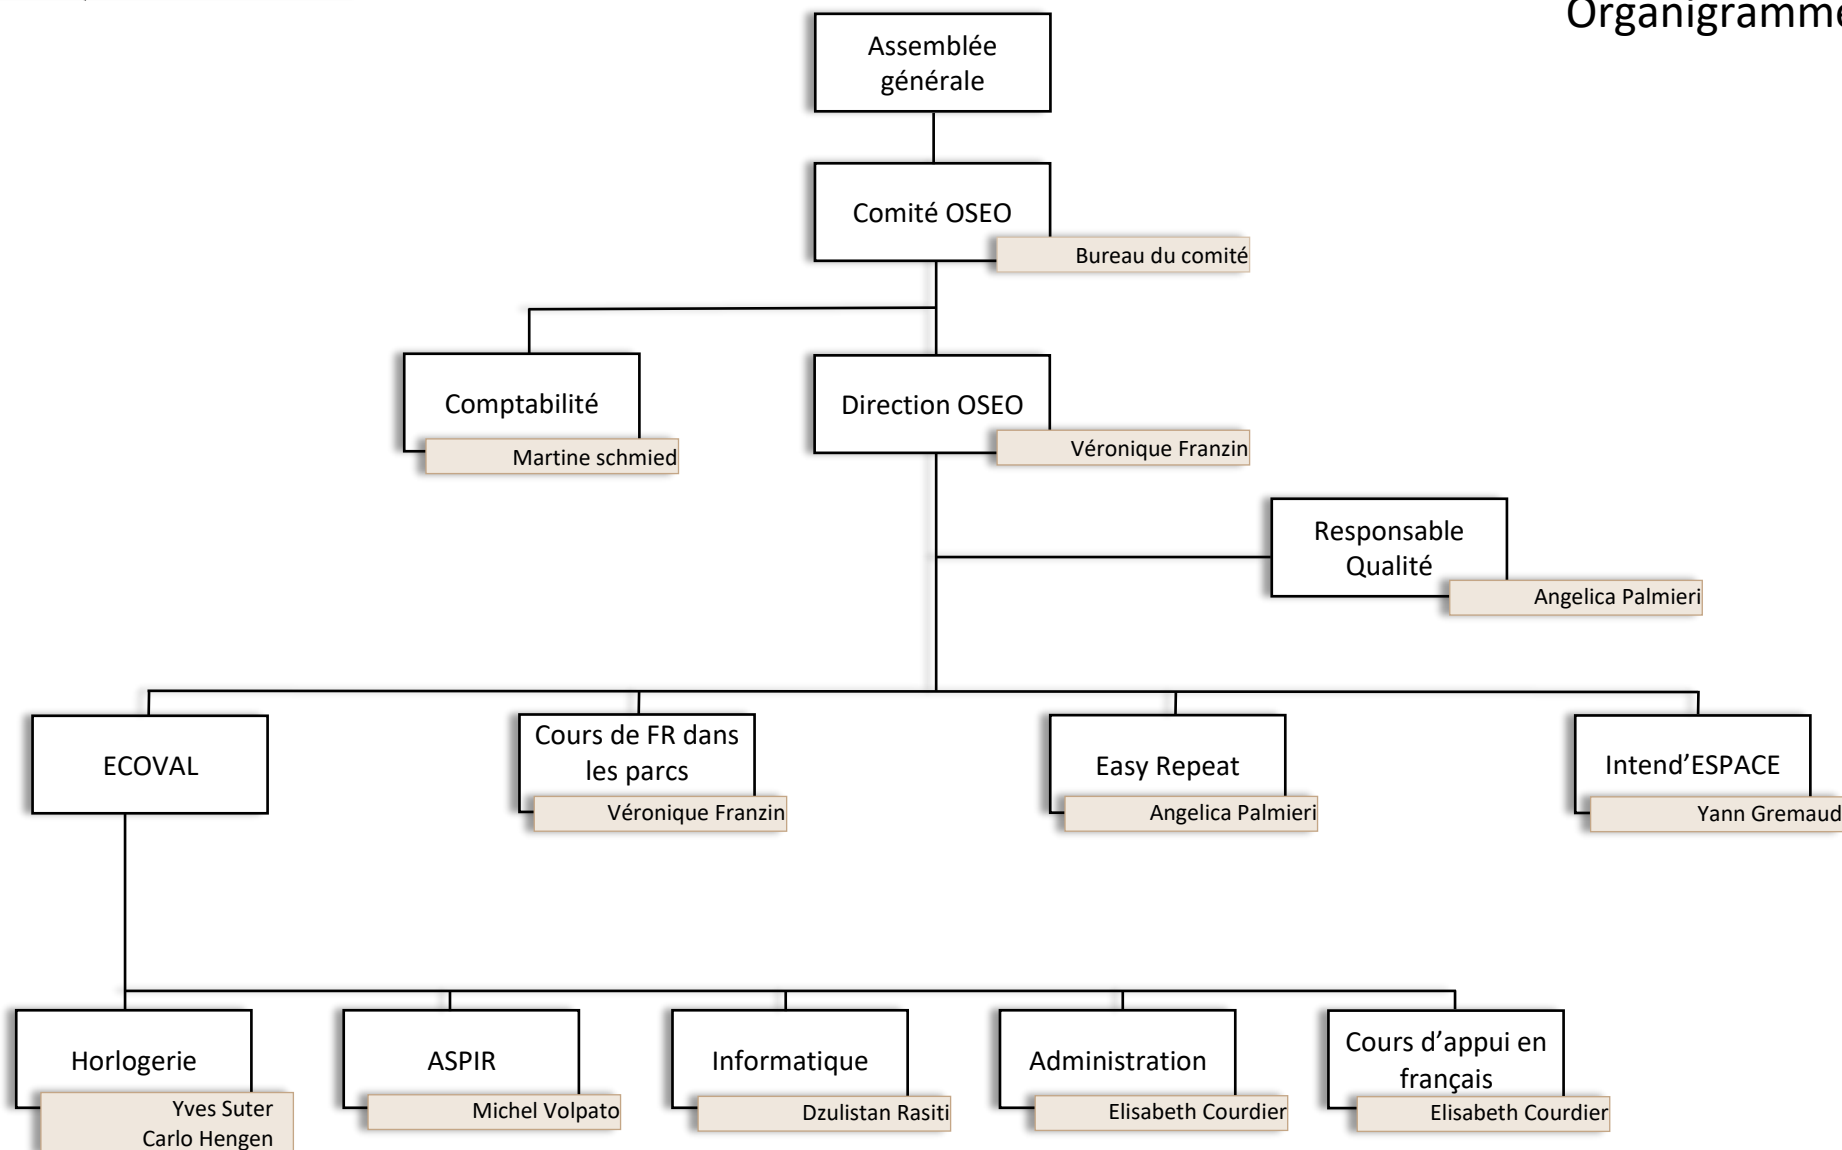 Organigramme
Assemblée
générale
Comité OSEO
Bureau du comité
Comptabilité
Martine schmied
Direction OSEO
Véronique Franzin
Responsable
Qualité
Angelica Palmieri
ECOVAL
Cours de FR dans
les parcs
Véronique Franzin
Easy Repeat
Angelica Palmieri
Intend’ESPACE
Yann Gremaud
Horlogerie
Yves Suter
Carlo Hengen
ASPIR
Michel Volpato
Informatique
Dzulistan Rasiti
Administration
Elisabeth Courdier
Cours d’appui en
français
Elisabeth Courdier